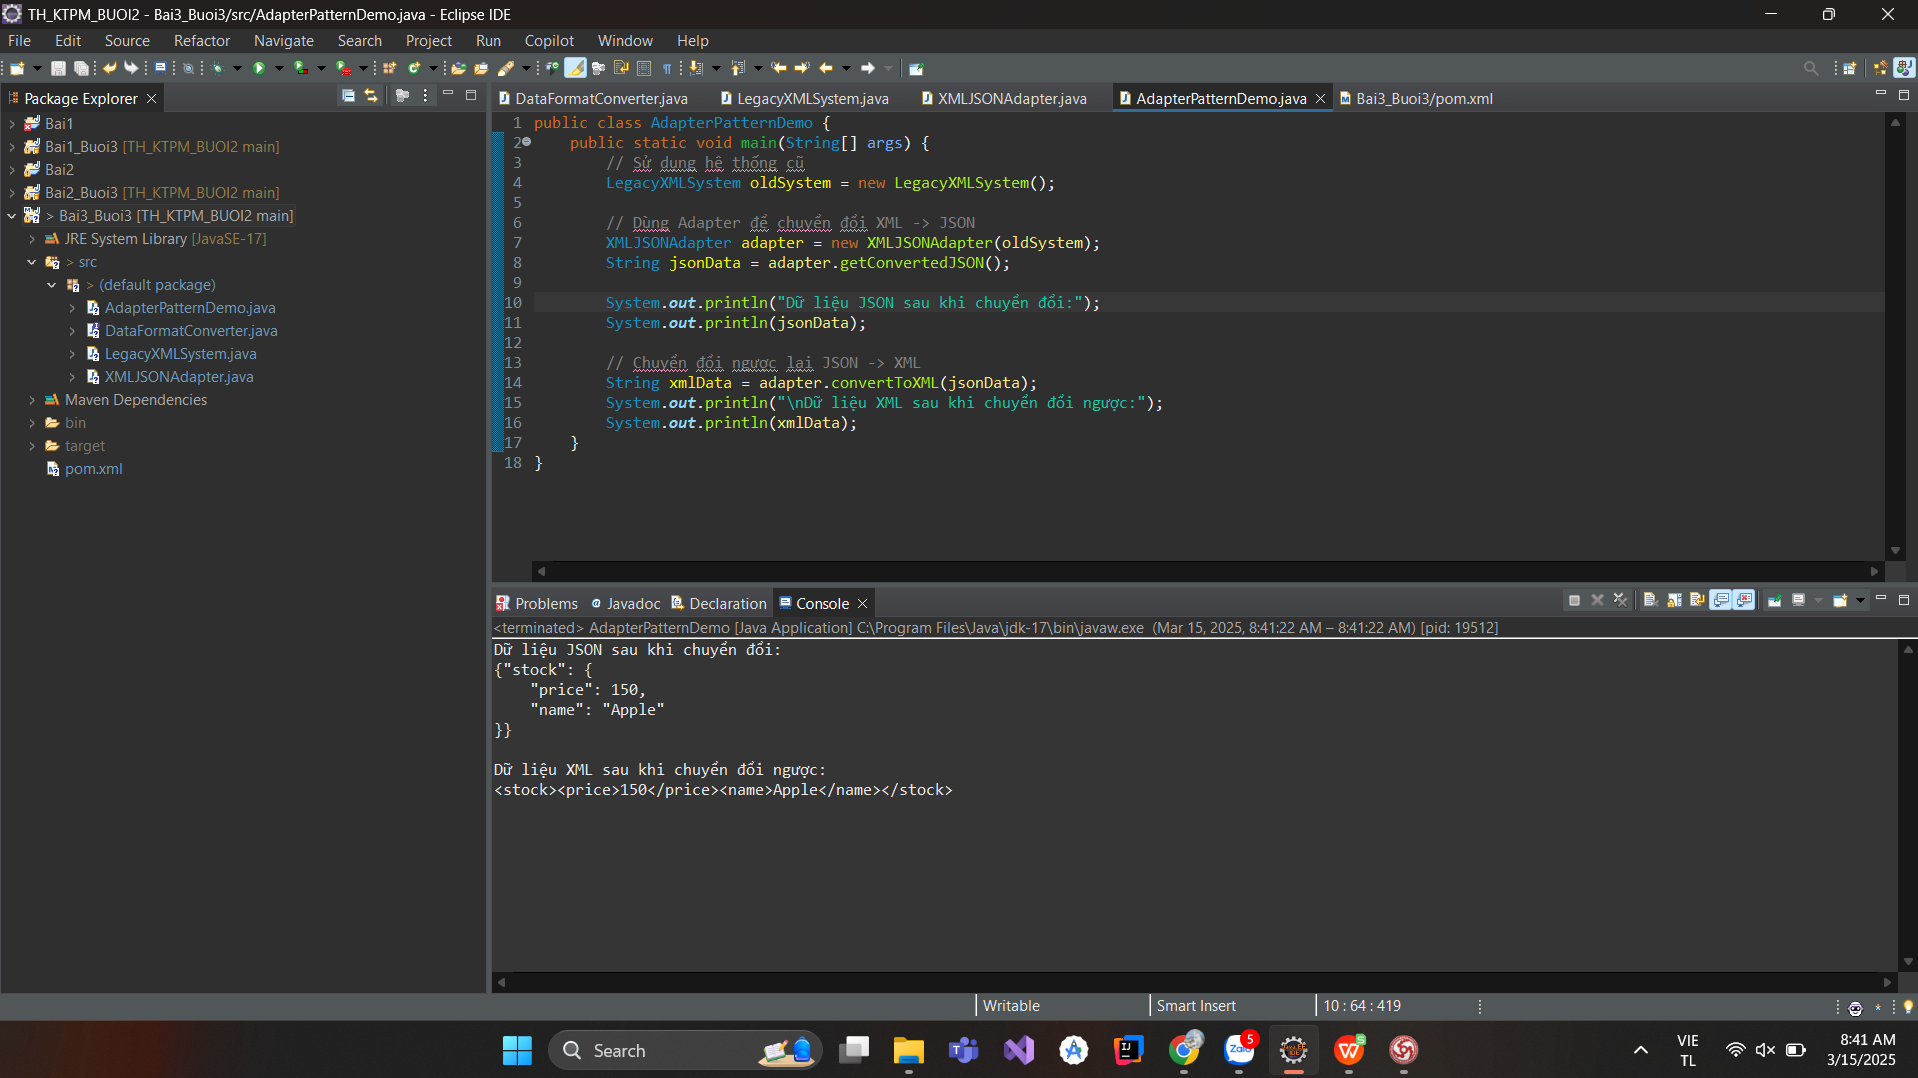 TH_KTPM_BUOI2 - Bai3_Buoi3/src/AdapterPatternDemo.java - Eclipse IDE
File Edit Source Refactor Navigate Search Project Run Copilot Window Help
Package Explorer
Bai1
Bai1_Buoi3 [TH_KTPM_BUOI2 main]
Bai2
Bai2_Buoi3 [TH_KTPM_BUOI2 main]
> Bai3_Buoi3 [TH_KTPM_BUOI2 main]
JRE System Library [JavaSE-17]
> src
> (default package)
AdapterPatternDemo.java
DataFormatConverter.java
LegacyXMLSystem.java
XMLJSONAdapter.java
Maven Dependencies
bin
target
pom.xml
DataFormatConverter.java LegacyXMLSystem.java XMLJSONAdapter.java AdapterPatternDemo.java Bai3_Buoi3/pom.xml
1 public class AdapterPatternDemo {
2 public static void main(String[] args) {
3 // Sử dụng hệ thống cũ
4 LegacyXMLSystem oldSystem = new LegacyXMLSystem();
5
6 // Dùng Adapter để chuyển đổi XML -> JSON
7 XMLJSONAdapter adapter = new XMLJSONAdapter(oldSystem);
8 String jsonData = adapter.getConvertedJSON();
9
10 System.out.println("Dữ liệu JSON sau khi chuyển đổi:");
11 System.out.println(jsonData);
12
13 // Chuyển đổi ngược lại JSON -> XML
14 String xmlData = adapter.convertToXML(jsonData);
15 System.out.println("\nDữ liệu XML sau khi chuyển đổi ngược:");
16 System.out.println(xmlData);
17 }
18 }
Problems Javadoc Declaration Console
<terminated> AdapterPatternDemo [Java Application] C:\Program Files\Java\jdk-17\bin\javaw.exe (Mar 15, 2025, 8:41:22 AM – 8:41:22 AM) [pid: 19512]
Dữ liệu JSON sau khi chuyển đổi:
{"stock": {
"price": 150,
"name": "Apple"
}}
Dữ liệu XML sau khi chuyển đổi ngược:
<stock><price>150</price><name>Apple</name></stock>
Writable Smart Insert 10 : 64 : 419
Search
Zalo 5
VIE
TL
8:41 AM
3/15/2025